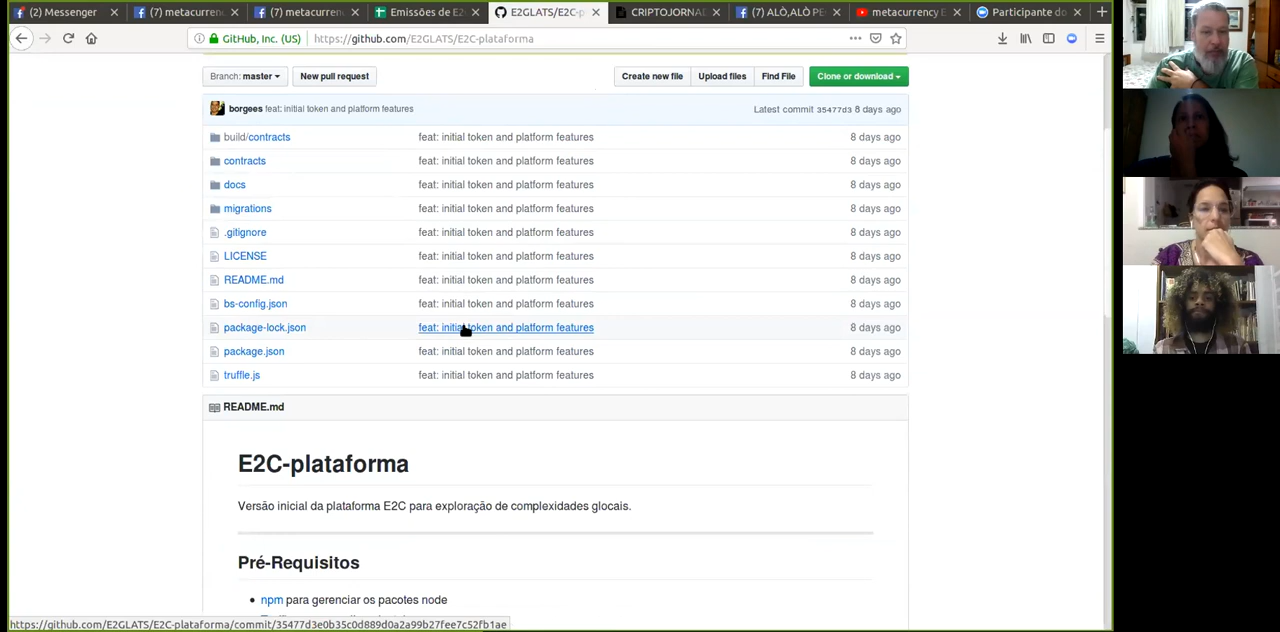 (2) Messenger
(7) metacurren
(7) metacurren
Emissões de E2
E2GLATS/E2C-p
CRIPTOJORNA
(7) ALÒ,ALÒ PE
metacurrency E
Participante do
GitHub, Inc. (US)
https://github.com/E2GLATS/E2C-plataforma
Branch: master
New pull request
Create new file
Upload files
Find File
Clone or download
borgees feat: initial token and platform features
Latest commit 35477d3 8 days ago
build/contracts feat: initial token and platform features 8 days ago
contracts feat: initial token and platform features 8 days ago
docs feat: initial token and platform features 8 days ago
migrations feat: initial token and platform features 8 days ago
.gitignore feat: initial token and platform features 8 days ago
LICENSE feat: initial token and platform features 8 days ago
README.md feat: initial token and platform features 8 days ago
bs-config.json feat: initial token and platform features 8 days ago
package-lock.json feat: initial token and platform features 8 days ago
package.json feat: initial token and platform features 8 days ago
truffle.js feat: initial token and platform features 8 days ago
README.md
E2C-plataforma
Versão inicial da plataforma E2C para exploração de complexidades glocais.
Pré-Requisitos
npm para gerenciar os pacotes node
https://github.com/E2GLATS/E2C-plataforma/commit/35477d3e0b35c0d889d0a2a99b27fee7c52fb1ae